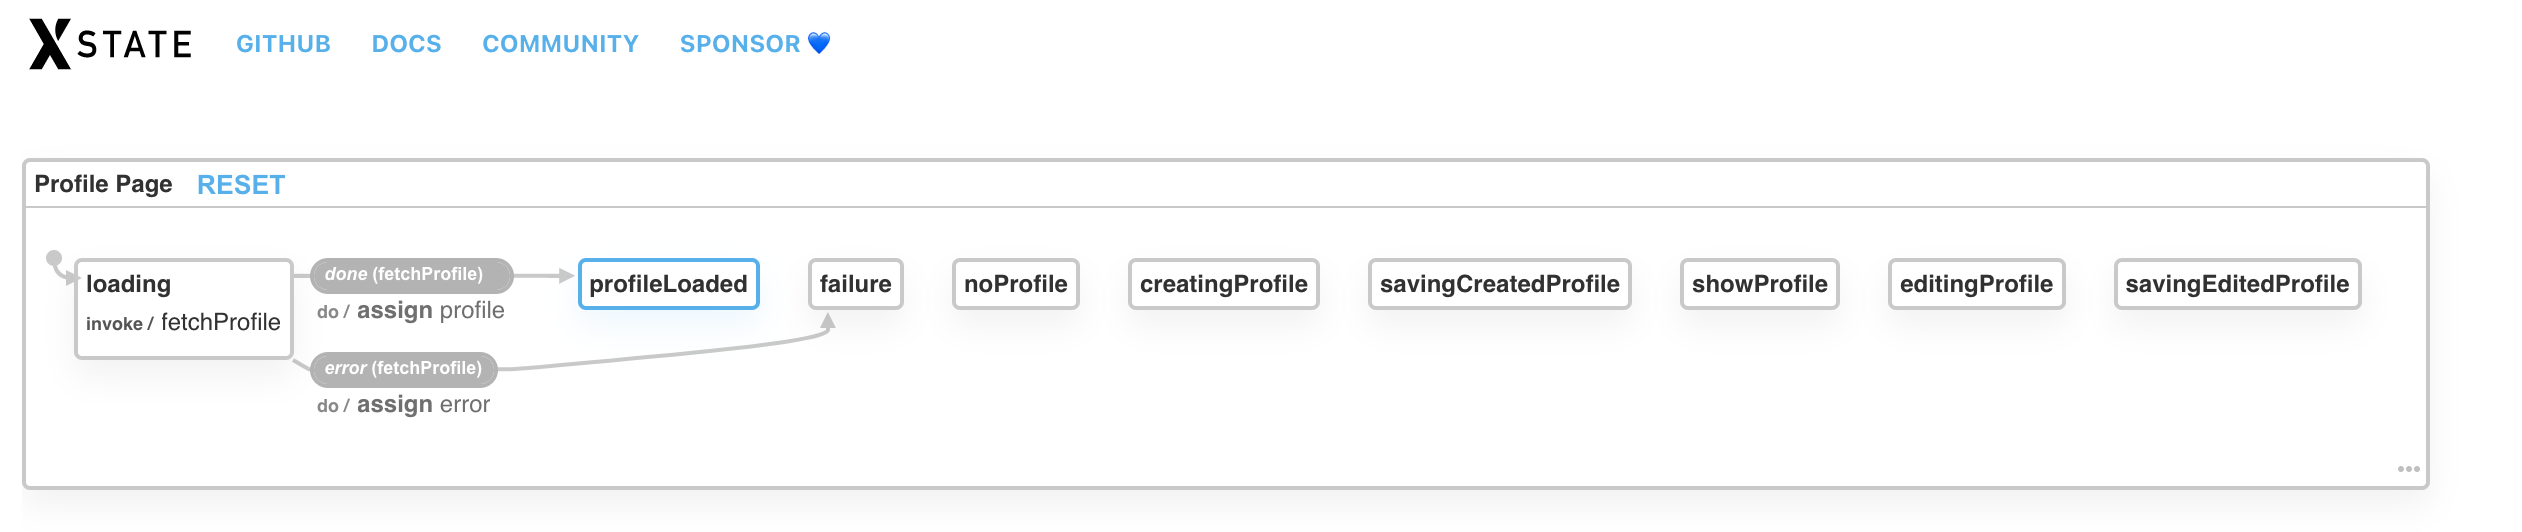 XSTATE GITHUB DOCS COMMUNITY SPONSOR 💙
Profile Page RESET
loading
invoke / fetchProfile
done (fetchProfile)
do / assign profile
error (fetchProfile)
do / assign error
profileLoaded
failure
noProfile
creatingProfile
savingCreatedProfile
showProfile
editingProfile
savingEditedProfile